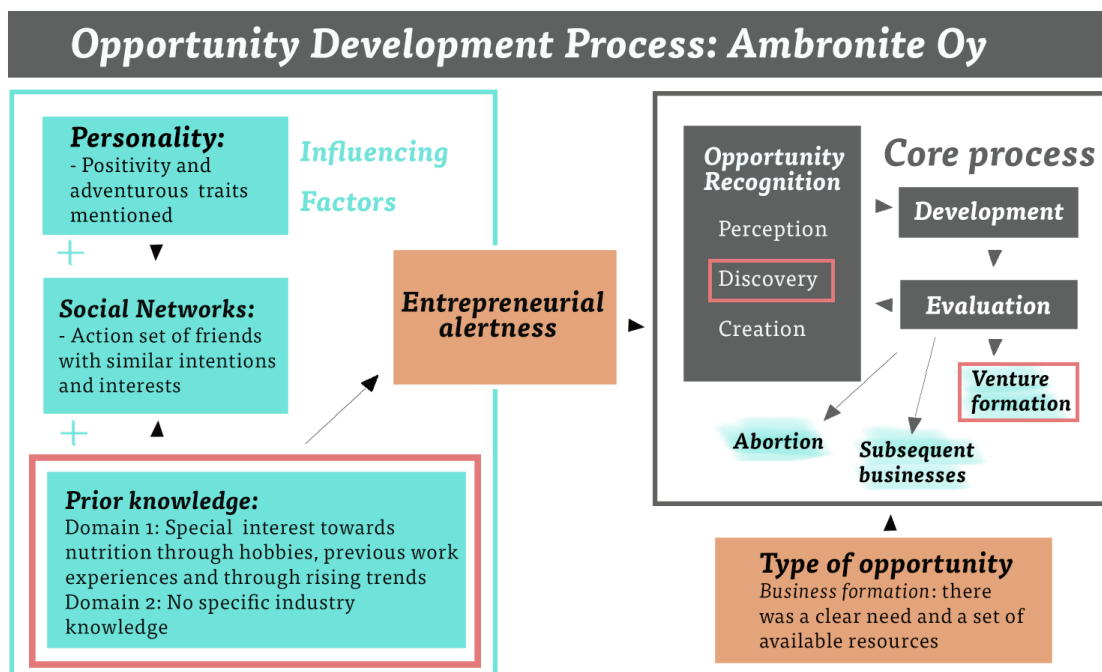 Opportunity Development Process: Ambronite Oy
Personality:
- Positivity and
adventurous traits
mentioned
Influencing
Factors
+
Social Networks:
- Action set of friends
with similar intentions
and interests
+
Prior knowledge:
Domain 1: Special interest towards
nutrition through hobbies, previous work
experiences and through rising trends
Domain 2: No specific industry
knowledge
Entrepreneurial
alertness
Core process
Opportunity
Recognition
Perception
Discovery
Creation
Development
Evaluation
Venture
formation
Abortion
Subsequent
businesses
Type of opportunity
Business formation: there
was a clear need and a set of
available resources